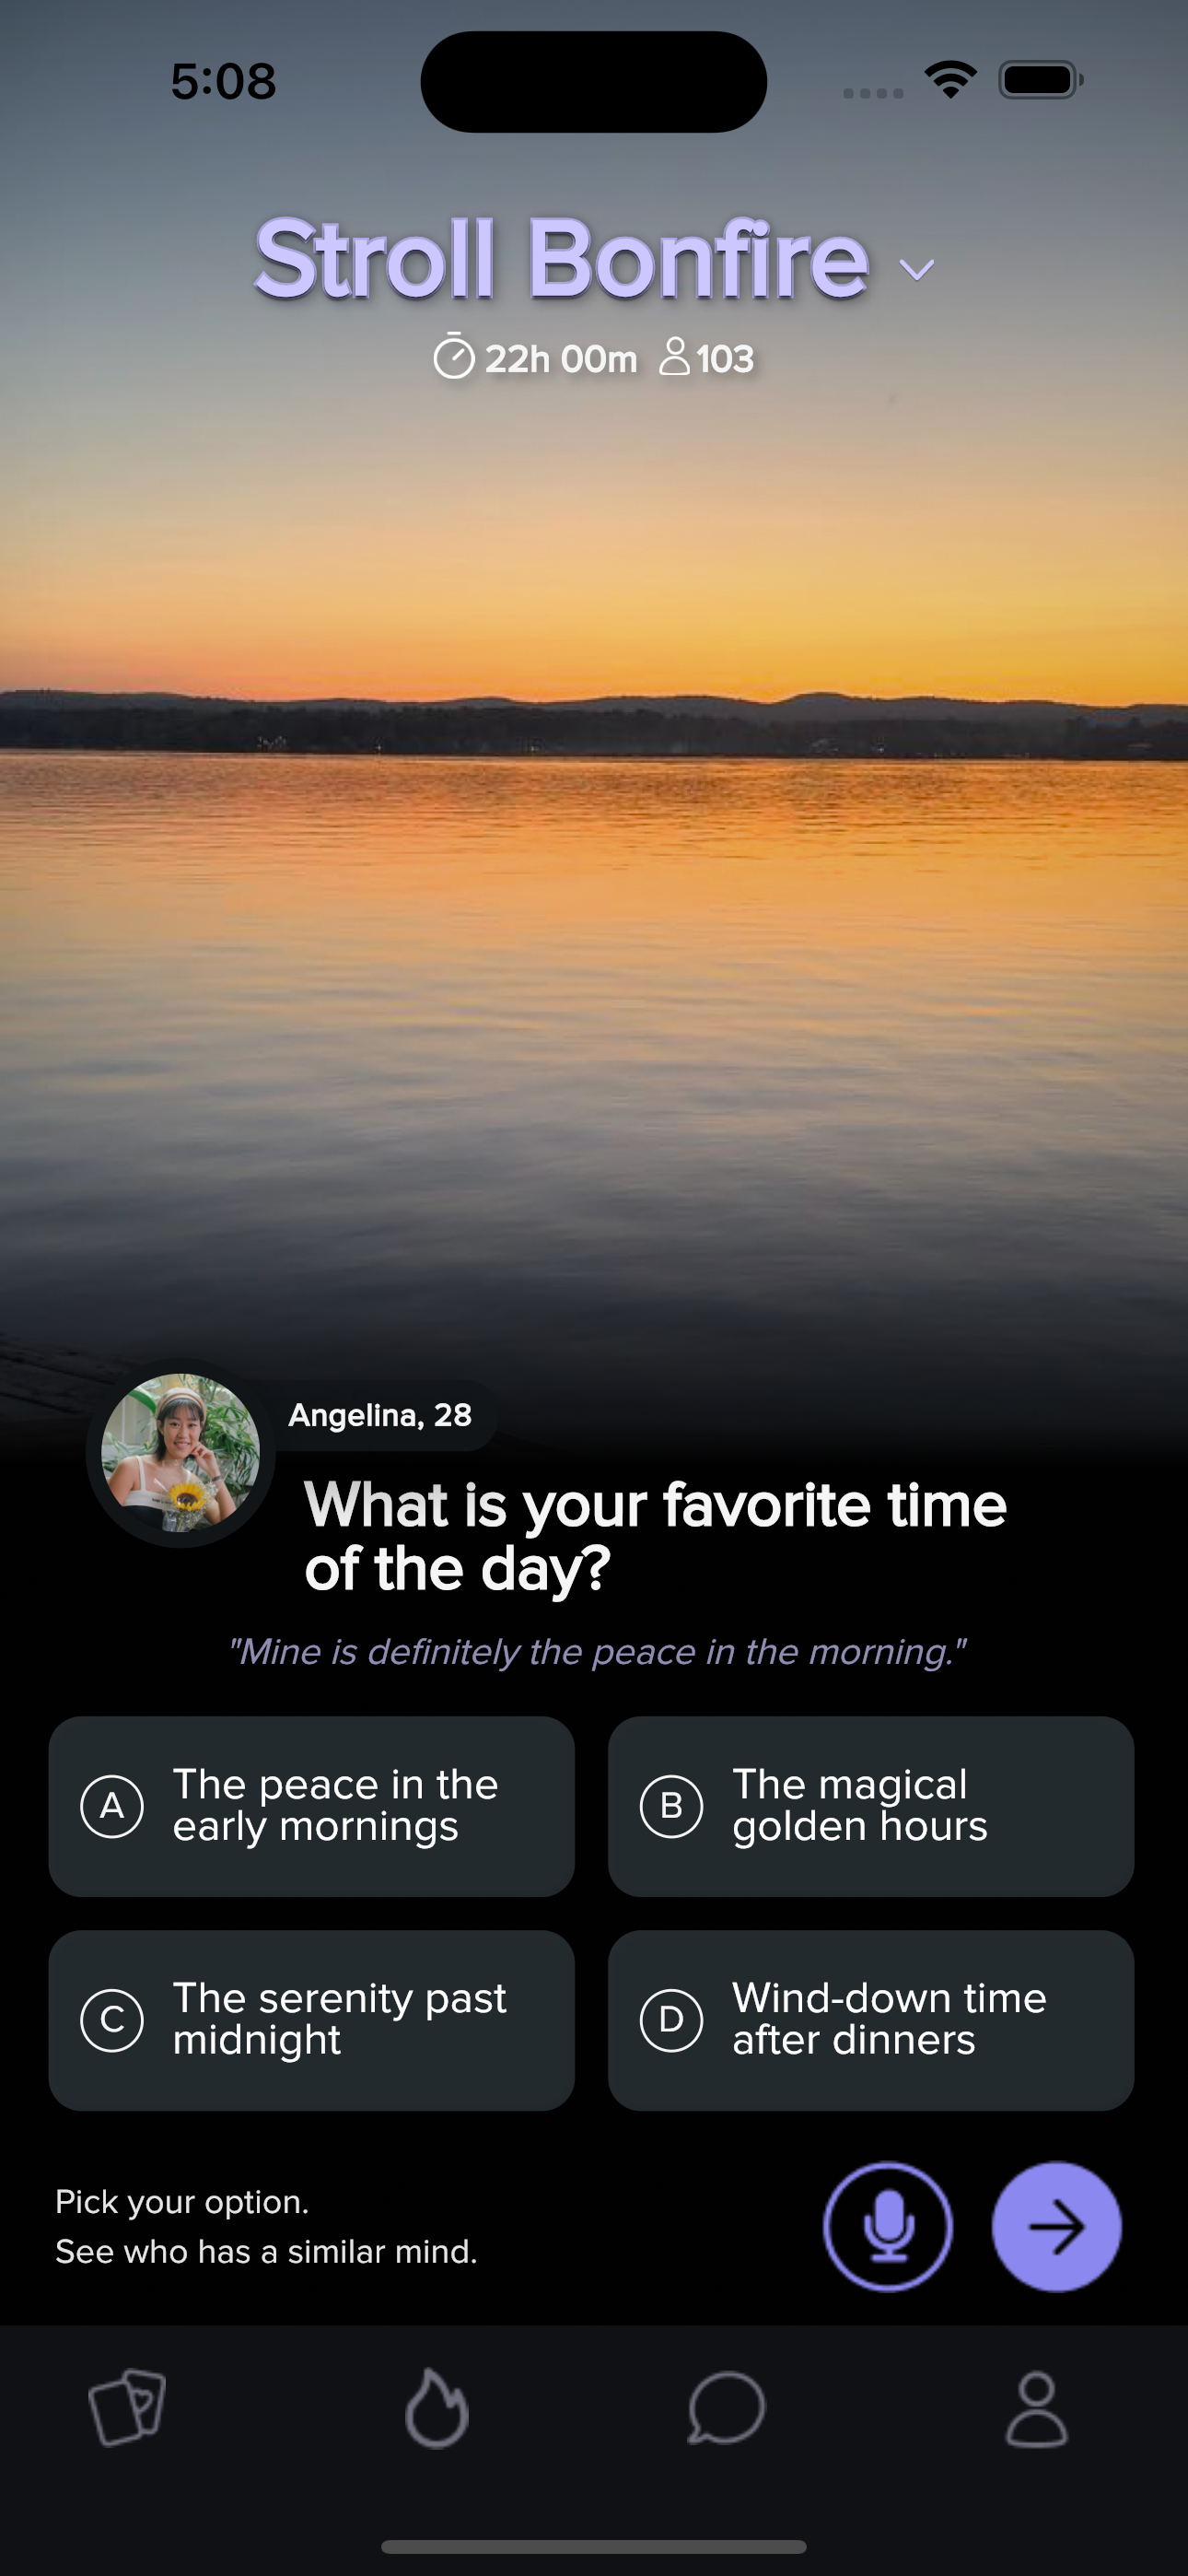 5:08
Stroll Bonfire
22h 00m 103
Angelina, 28
What is your favorite time
of the day?
"Mine is definitely the peace in the morning."
A The peace in the
early mornings
B The magical
golden hours
C The serenity past
midnight
D Wind-down time
after dinners
Pick your option.
See who has a similar mind.